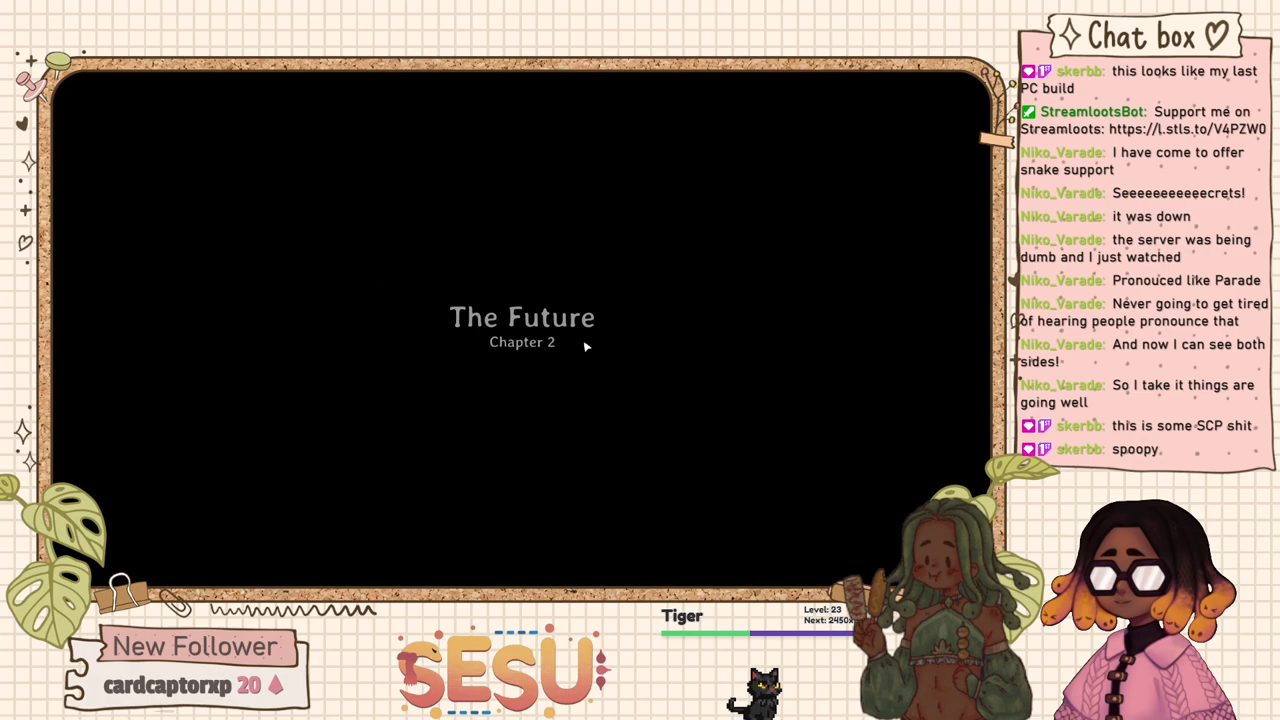 Chat box
skerbb: this looks like my last
PC build
StreamlootsBot: Support me on
Streamloots: https://l.stls.to/V4PZW0
Niko_Varade: I have come to offer
snake support
Niko_Varade: Seeeeeeeeeeecrets!
Niko_Varade: it was down
Niko_Varade: the server was being
dumb and I just watched
Niko_Varade: Pronouced like Parade
Niko_Varade: Never going to get tired
of hearing people pronounce that
Niko_Varade: And now I can see both
sides!
Niko_Varade: So I take it things are
going well
skerbb: this is some SCP shit
skerbb: spoopy
The Future
Chapter 2
New Follower
cardcaptorxp 20
SESU
Tiger
Level: 23
Next: 2450x